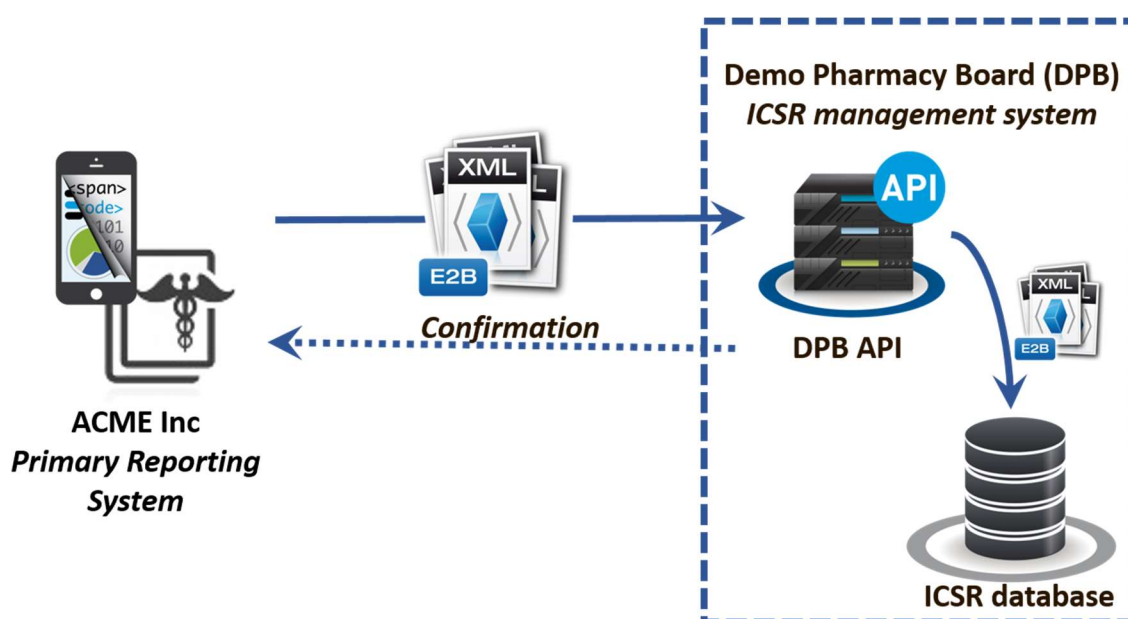 Demo Pharmacy Board (DPB)
ICSR management system
<span>
code>
101
10
XML
E2B
Confirmation
API
DPB API
XML
E2B
ACME Inc
Primary Reporting
System
ICSR database